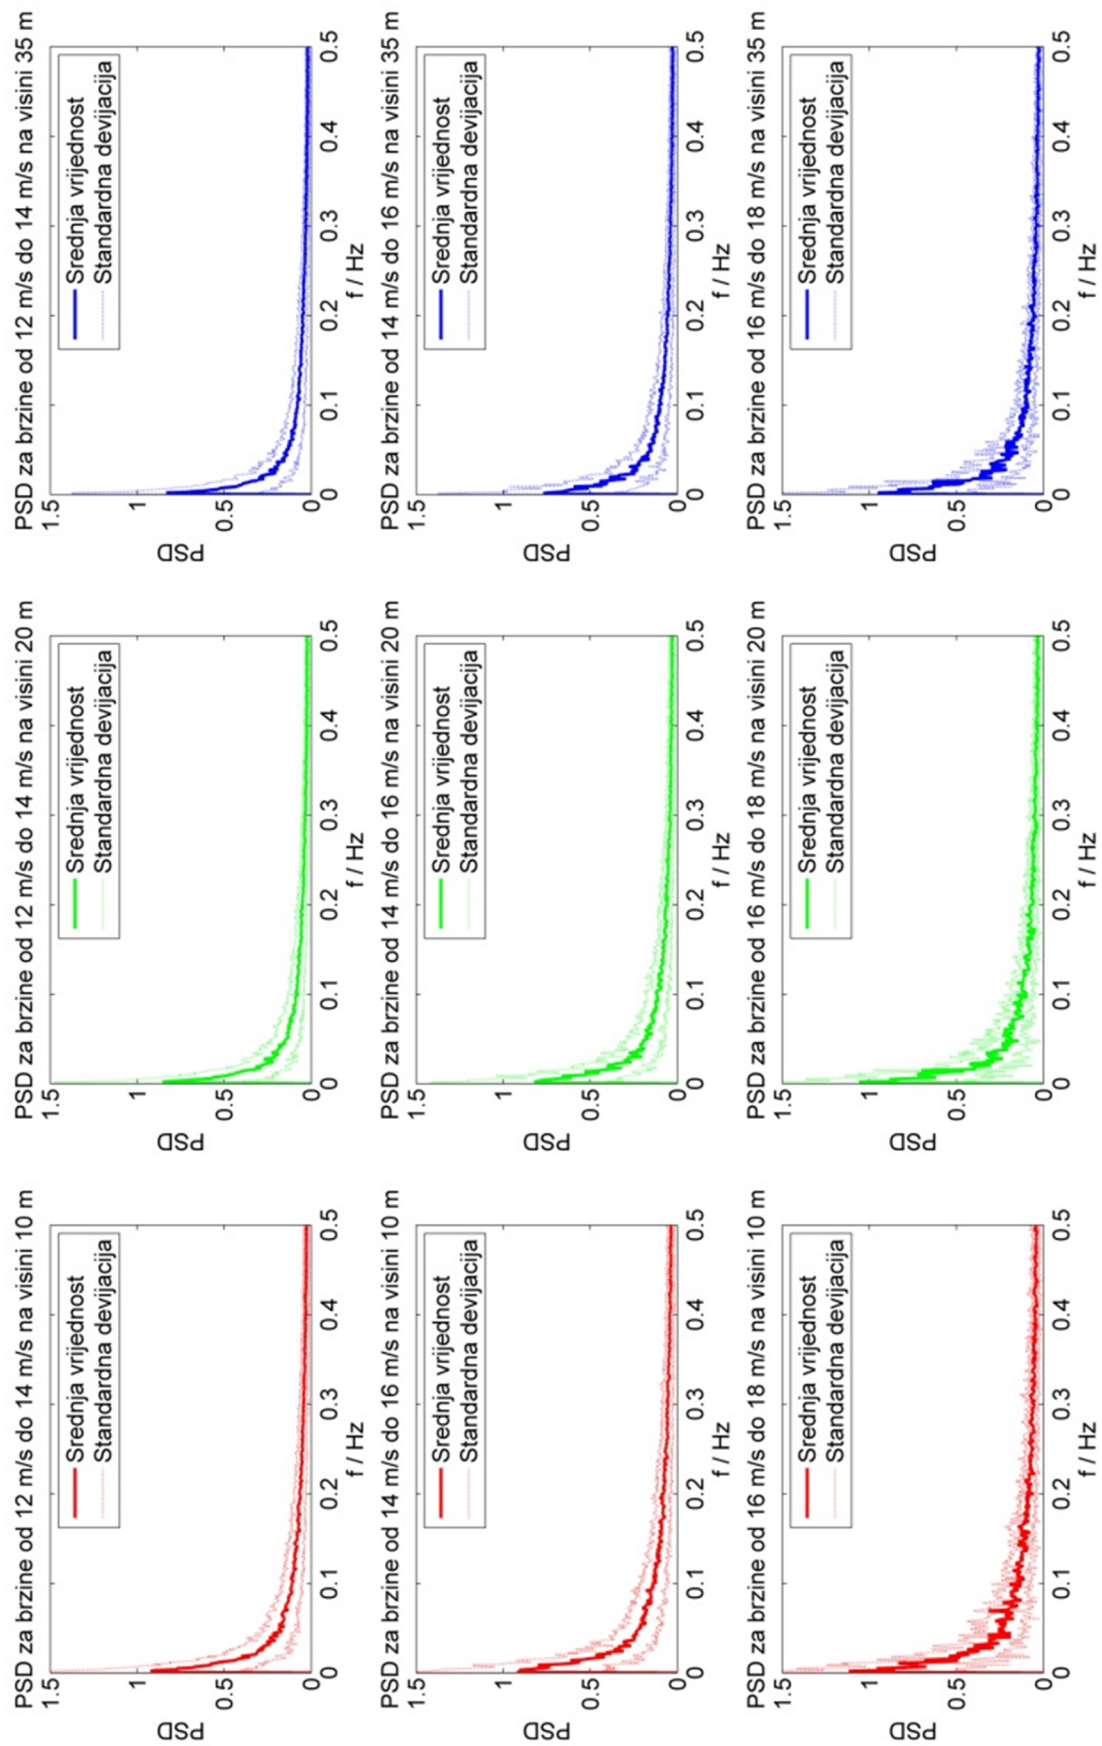 PSD za brzine od 12 m/s do 14 m/s na visini 10 m
1.5
1
0.5
0
PSD
Srednja vrijednost
Standardna devijacija
0 0.1 0.2 0.3 0.4 0.5
f / Hz
PSD za brzine od 12 m/s do 14 m/s na visini 20 m
1.5
1
0.5
0
PSD
Srednja vrijednost
Standardna devijacija
0 0.1 0.2 0.3 0.4 0.5
f / Hz
PSD za brzine od 12 m/s do 14 m/s na visini 35 m
1.5
1
0.5
0
PSD
Srednja vrijednost
Standardna devijacija
0 0.1 0.2 0.3 0.4 0.5
f / Hz
PSD za brzine od 14 m/s do 16 m/s na visini 10 m
1.5
1
0.5
0
PSD
Srednja vrijednost
Standardna devijacija
0 0.1 0.2 0.3 0.4 0.5
f / Hz
PSD za brzine od 14 m/s do 16 m/s na visini 20 m
1.5
1
0.5
0
PSD
Srednja vrijednost
Standardna devijacija
0 0.1 0.2 0.3 0.4 0.5
f / Hz
PSD za brzine od 14 m/s do 16 m/s na visini 35 m
1.5
1
0.5
0
PSD
Srednja vrijednost
Standardna devijacija
0 0.1 0.2 0.3 0.4 0.5
f / Hz
PSD za brzine od 16 m/s do 18 m/s na visini 10 m
1.5
1
0.5
0
PSD
Srednja vrijednost
Standardna devijacija
0 0.1 0.2 0.3 0.4 0.5
f / Hz
PSD za brzine od 16 m/s do 18 m/s na visini 20 m
1.5
1
0.5
0
PSD
Srednja vrijednost
Standardna devijacija
0 0.1 0.2 0.3 0.4 0.5
f / Hz
PSD za brzine od 16 m/s do 18 m/s na visini 35 m
1.5
1
0.5
0
PSD
Srednja vrijednost
Standardna devijacija
0 0.1 0.2 0.3 0.4 0.5
f / Hz